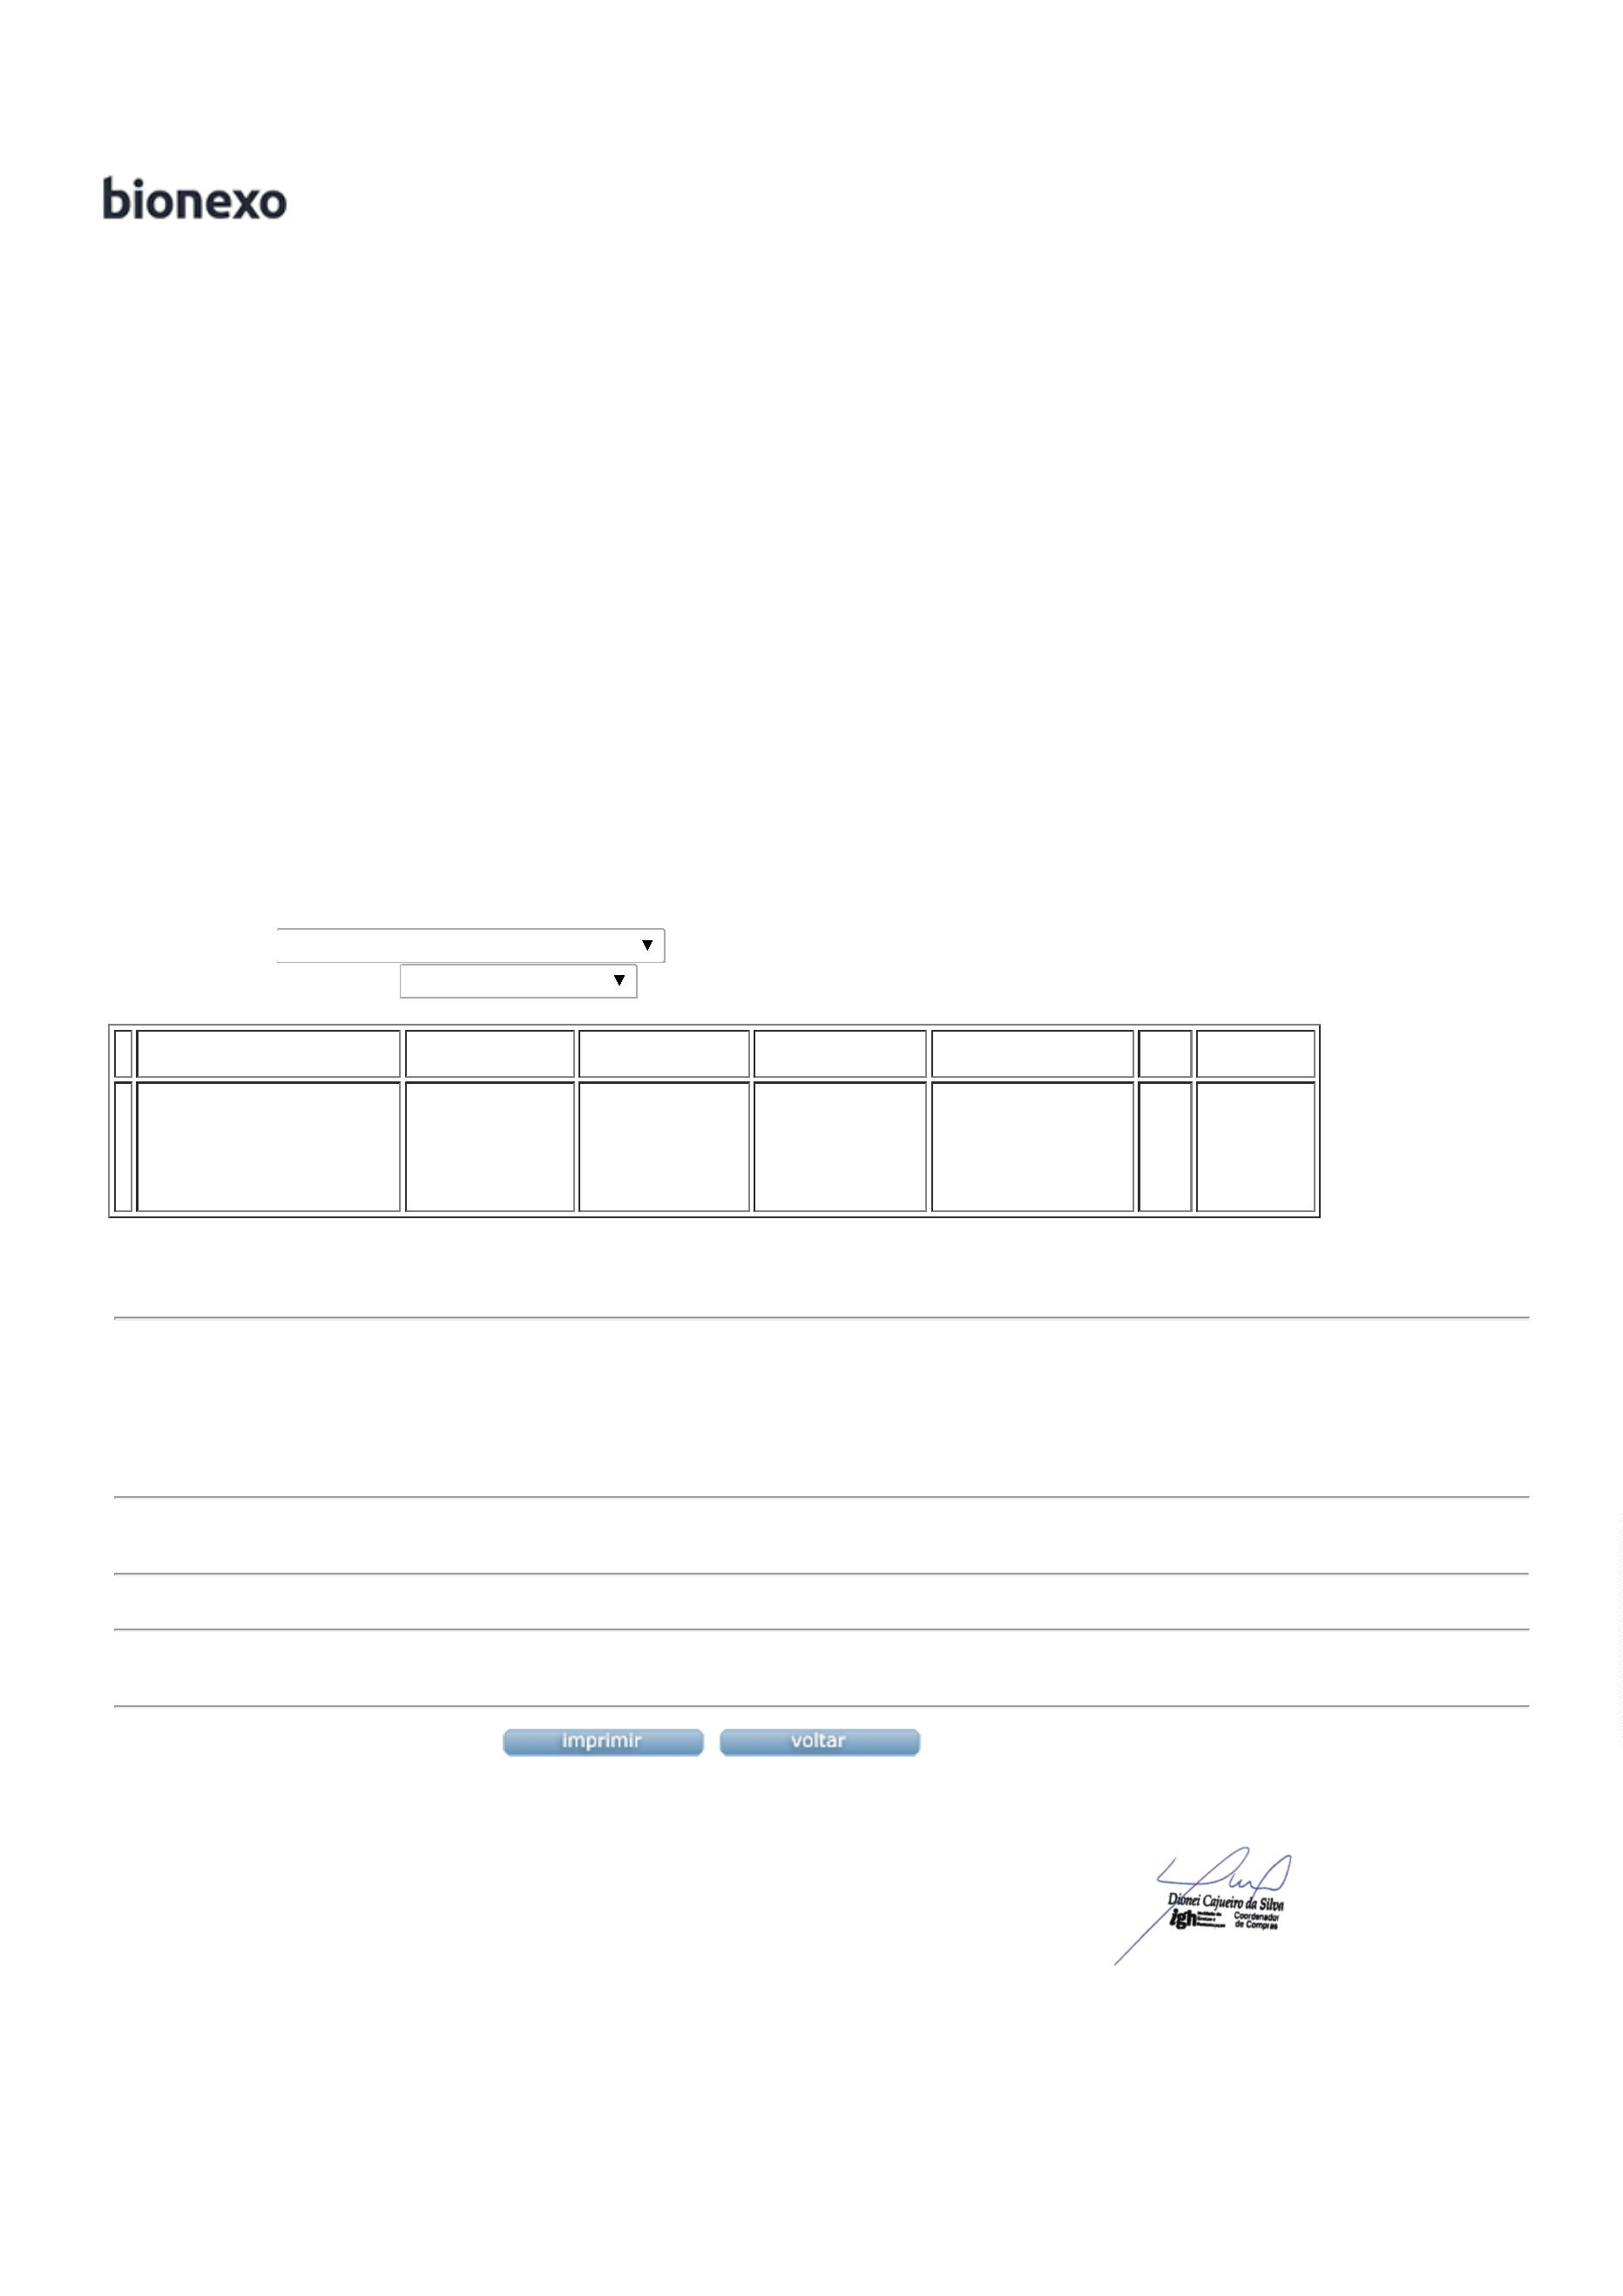 bionexo
imprimir voltar
Dionei Cajueiro da Silva
igh
Coordenador
de Compras